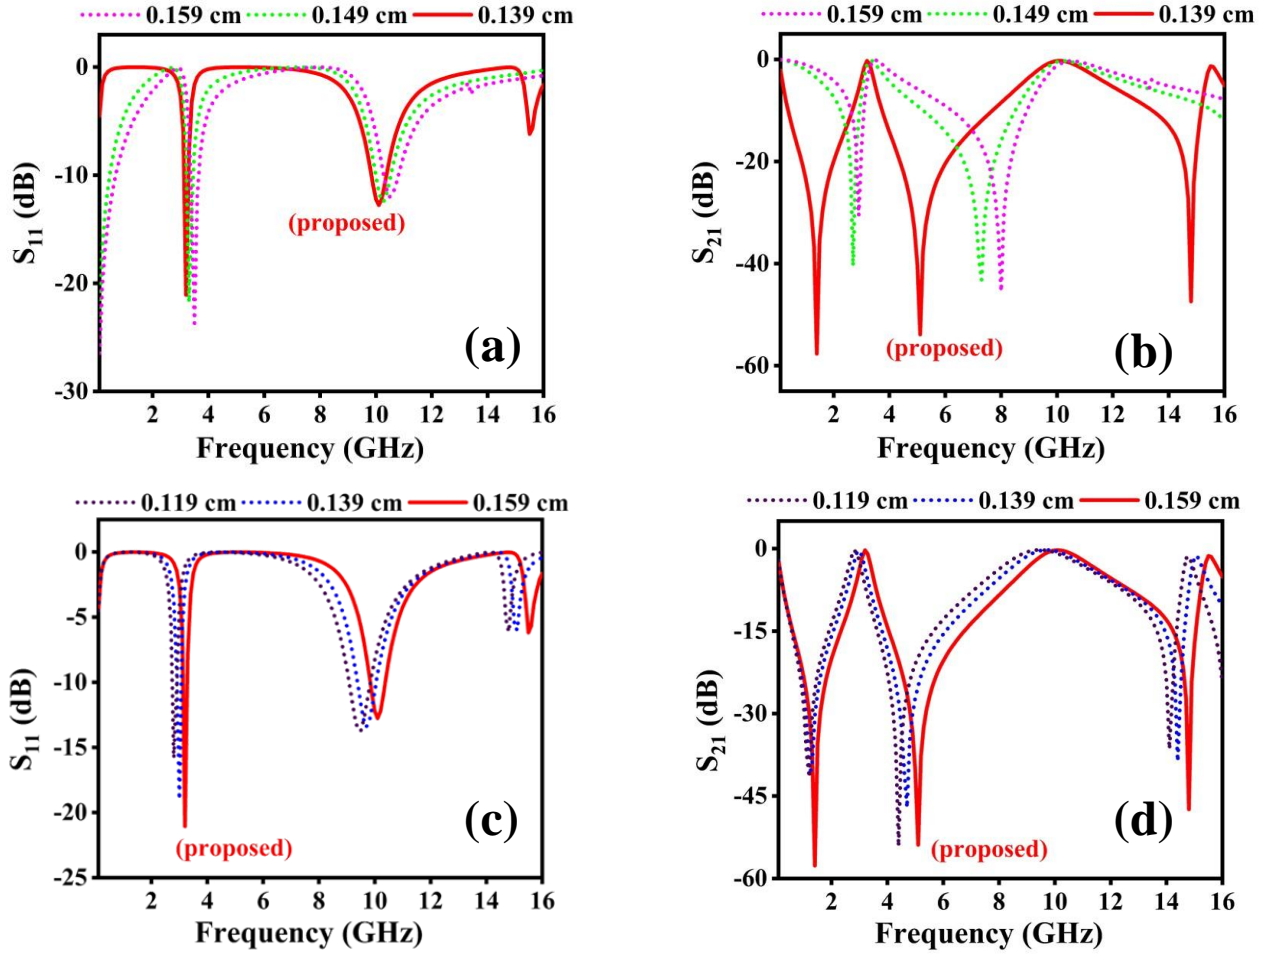 0.159 cm 0.149 cm 0.139 cm
0
-10
-20
-30
S11 (dB)
(proposed)
(a)
2 4 6 8 10 12 14 16
Frequency (GHz)
0.159 cm 0.149 cm 0.139 cm
0
-20
-40
-60
S21 (dB)
(proposed)
(b)
2 4 6 8 10 12 14 16
Frequency (GHz)
0.119 cm 0.139 cm 0.159 cm
0
-5
-10
-15
-20
-25
S11 (dB)
(c)
(proposed)
2 4 6 8 10 12 14 16
Frequency (GHz)
0.119 cm 0.139 cm 0.159 cm
0
-15
-30
-45
-60
S21 (dB)
(d)
(proposed)
2 4 6 8 10 12 14 16
Frequency (GHz)